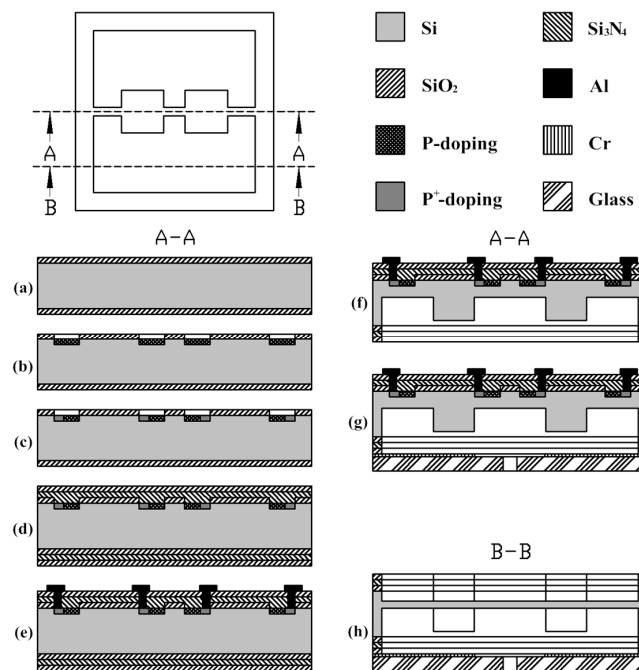 Si
Si₃N₄
SiO₂
Al
P-doping
Cr
P⁺-doping
Glass
A A
B B
A-A
A-A
(a)
(b)
(c)
(d)
(e)
(f)
(g)
B-B
(h)